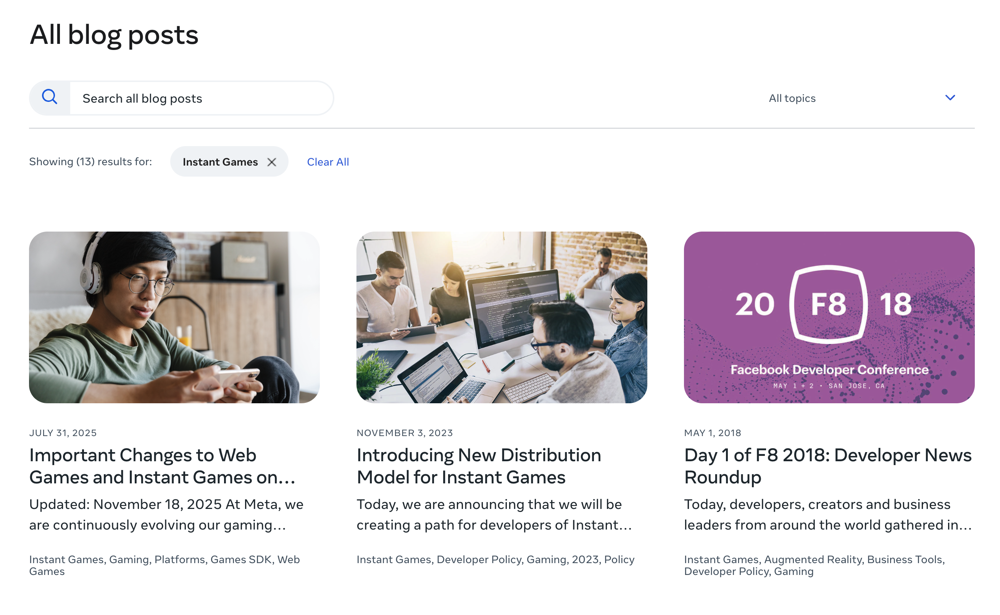 All blog posts
Search all blog posts
All topics
Showing (13) results for:
Instant Games
Clear All
20 F8 18
Facebook Developer Conference
MAY 1 + 2 • SAN JOSE, CA
JULY 31, 2025
Important Changes to Web
Games and Instant Games on...
Updated: November 18, 2025 At Meta, we
are continuously evolving our gaming...
Instant Games, Gaming, Platforms, Games SDK, Web
Games
NOVEMBER 3, 2023
Introducing New Distribution
Model for Instant Games
Today, we are announcing that we will be
creating a path for developers of Instant...
Instant Games, Developer Policy, Gaming, 2023, Policy
MAY 1, 2018
Day 1 of F8 2018: Developer News
Roundup
Today, developers, creators and business
leaders from around the world gathered in...
Instant Games, Augmented Reality, Business Tools,
Developer Policy, Gaming